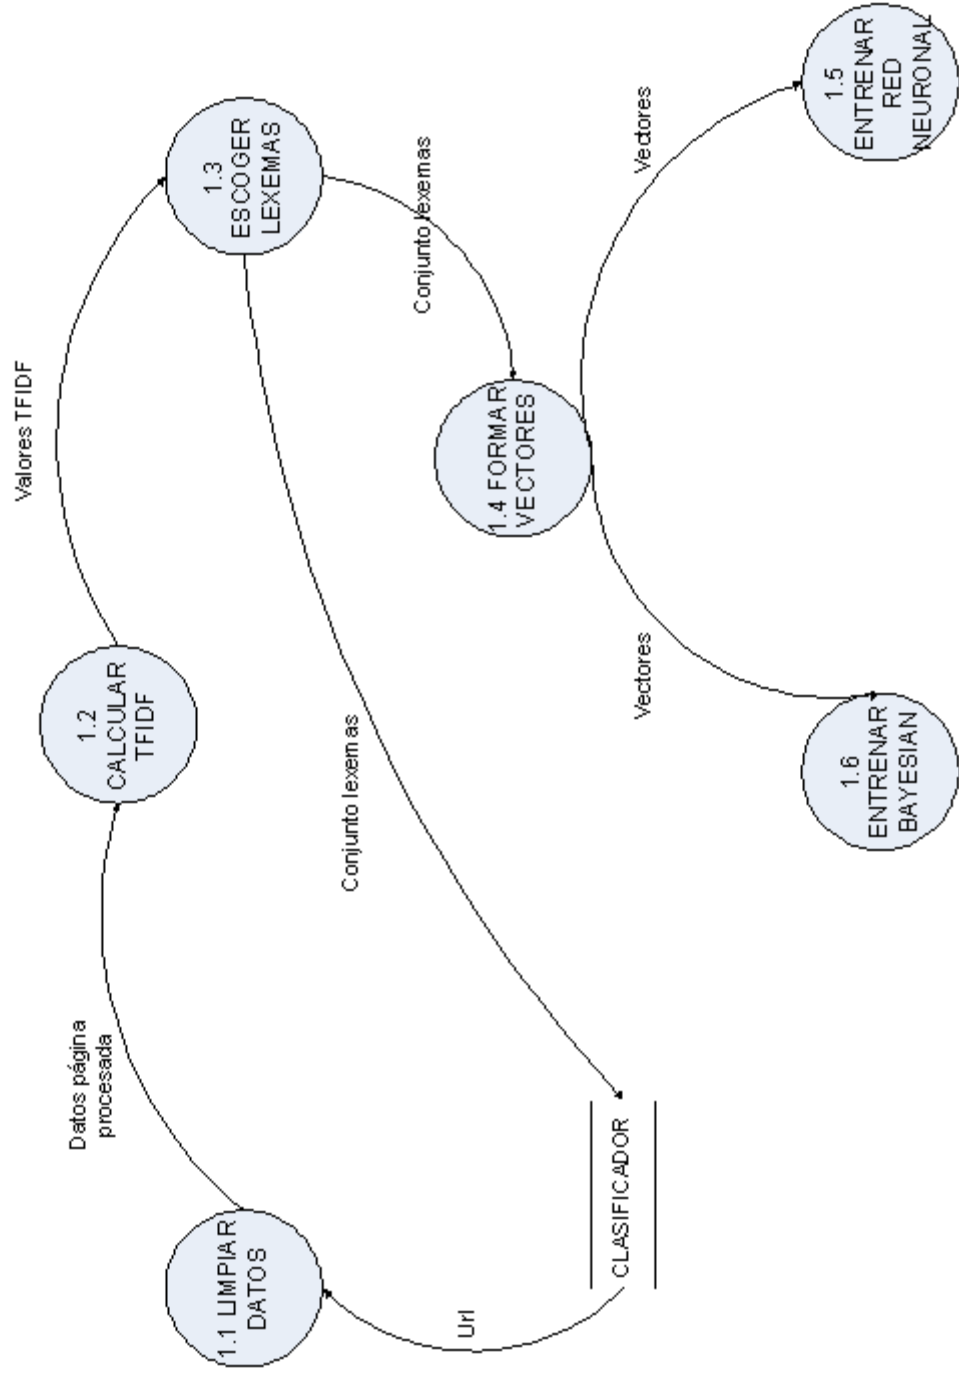 Valores TFIDF
Datos página
procesada
1.2
CALCULAR
TFIDF
1.3
ESCOGER
LEXEMAS
1.1 LIMPIAR
DATOS
Conjunto lexemas
Conjunto lexemas
Url
1.4 FORMAR
VECTORES
CLASIFICADOR
Vectores
Vectores
1.6
ENTRENAR
BAYESIAN
1.5
ENTRENAR
RED
NEURONAL